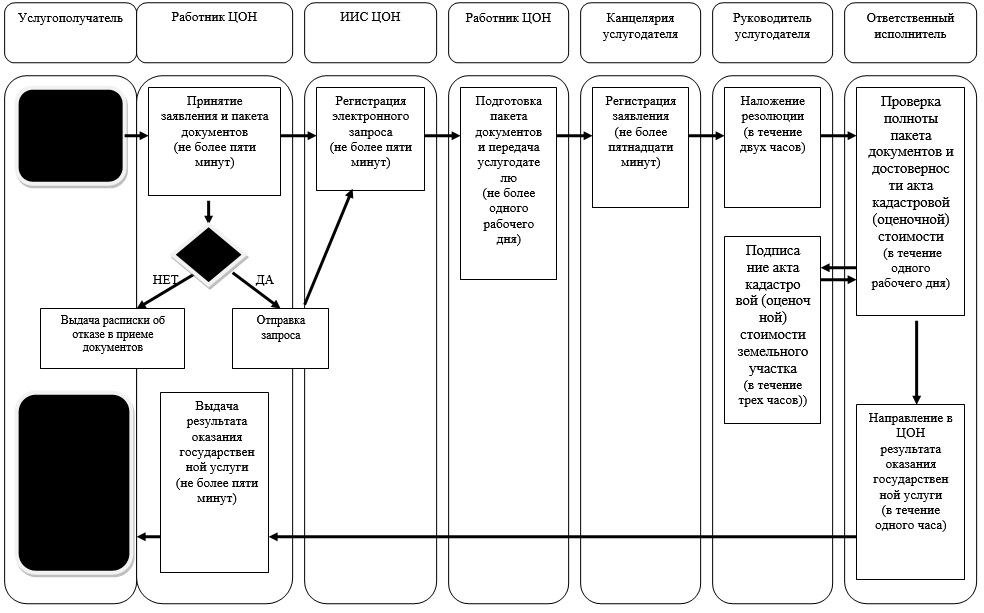 Услугополучатель
Работник ЦОН
ИИС ЦОН
Работник ЦОН
Канцелярия
услугодателя
Руководитель
услугодателя
Ответственный
исполнитель
Принятие
заявления и пакета
документов
(не более пяти
минут)
Регистрация
электронного
запроса
(не более пяти
минут)
Подготовка
пакета
документов
и передача
услугодате
лю
(не более
одного
рабочего
дня)
Регистрация
заявления
(не более
пятнадцати
минут)
Наложение
резолюции
(в течение
двух часов)
Проверка
полноты
пакета
документов и
достовернос
ти акта
кадастровой
(оценочной)
стоимости
(в течение
одного
рабочего дня)
НЕТ
ДА
Выдача расписки об
отказе в приеме
документов
Отправка
запроса
Подписа
ние акта
кадастро
вой (оценоч
ной)
стоимости
земельного
участка
(в течение
трех часов))
Выдача
результата
оказания
государствен
ной услуги
(не более пяти
минут)
Направление в
ЦОН
результата
оказания
государствен
ной услуги
(в течение
одного часа)